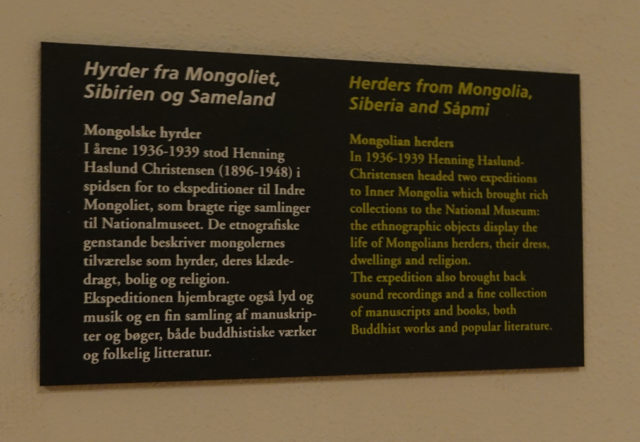 Hyrder fra Mongoliet,
Sibirien og Sameland
Mongolske hyrder
I årene 1936-1939 stod Henning
Haslund Christensen (1896-1948) i
spidsen for to ekspeditioner til Indre
Mongoliet, som bragte rige samlinger
til Nationalmuseet. De etnografiske
genstande beskriver mongolernes
tilværelse som hyrder, deres klæde-
dragt, bolig og religion.
Ekspeditionen hjembragte også lyd og
musik og en fin samling af manuskrip-
ter og bøger, både buddhistiske værker
og folkelig litteratur.
Herders from Mongolia,
Siberia and Såpmi
Mongolian herders
In 1936-1939 Henning Haslund-
Christensen headed two expeditions
to Inner Mongolia which brought rich
collections to the National Museum:
the ethnographic objects display the
life of Mongolians herders, their dress,
dwellings and religion.
The expedition also brought back
sound recordings and a fine collection
of manuscripts and books, both
Buddhist works and popular literature.